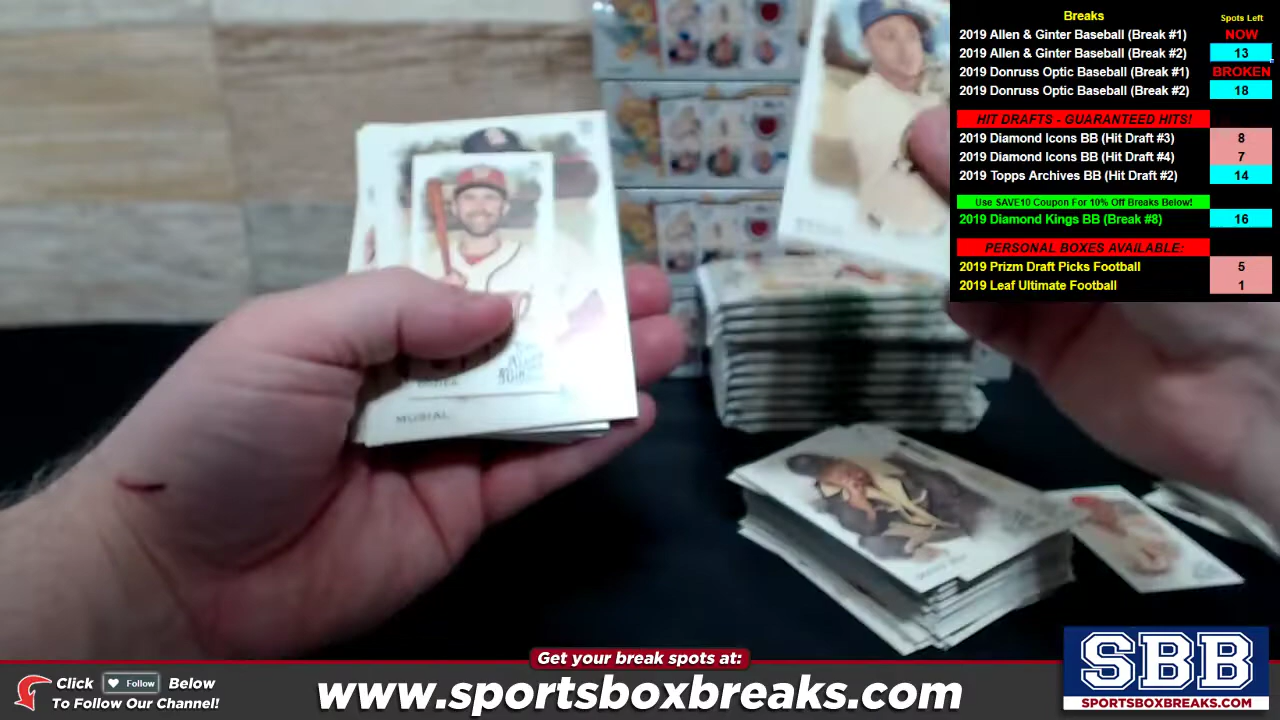 Breaks
Spots Left
2019 Allen & Ginter Baseball (Break #1) NOW
2019 Allen & Ginter Baseball (Break #2) 13
2019 Donruss Optic Baseball (Break #1) BROKEN
2019 Donruss Optic Baseball (Break #2) 18
HIT DRAFTS - GUARANTEED HITS!
2019 Diamond Icons BB (Hit Draft #3) 8
2019 Diamond Icons BB (Hit Draft #4) 7
2019 Topps Archives BB (Hit Draft #2) 14
Use SAVE10 Coupon For 10% Off Breaks Below!
2019 Diamond Kings BB (Break #8) 16
PERSONAL BOXES AVAILABLE:
2019 Prizm Draft Picks Football 5
2019 Leaf Ultimate Football 1
MUSIAL
Get your break spots at:
Click Follow Below
To Follow Our Channel!
www.sportsboxbreaks.com
SBB
SPORTSBOXBREAKS.COM